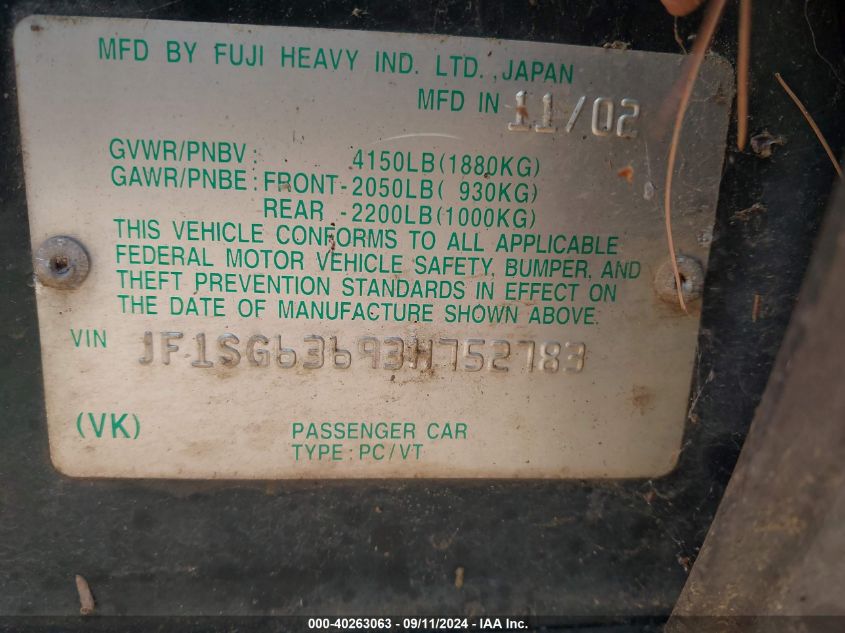 MFD BY FUJI HEAVY IND. LTD., JAPAN
MFD IN 11/02
GVWR/PNBV: 4150LB(1880KG)
GAWR/PNBE: FRONT-2050LB( 930KG)
REAR -2200LB(1000KG)
THIS VEHICLE CONFORMS TO ALL APPLICABLE
FEDERAL MOTOR VEHICLE SAFETY, BUMPER, AND
THEFT PREVENTION STANDARDS IN EFFECT ON
THE DATE OF MANUFACTURE SHOWN ABOVE.
VIN JF1SG63693H752783
(VK) PASSENGER CAR
TYPE:PC/VT
000-40263063 - 09/11/2024 - IAA Inc.